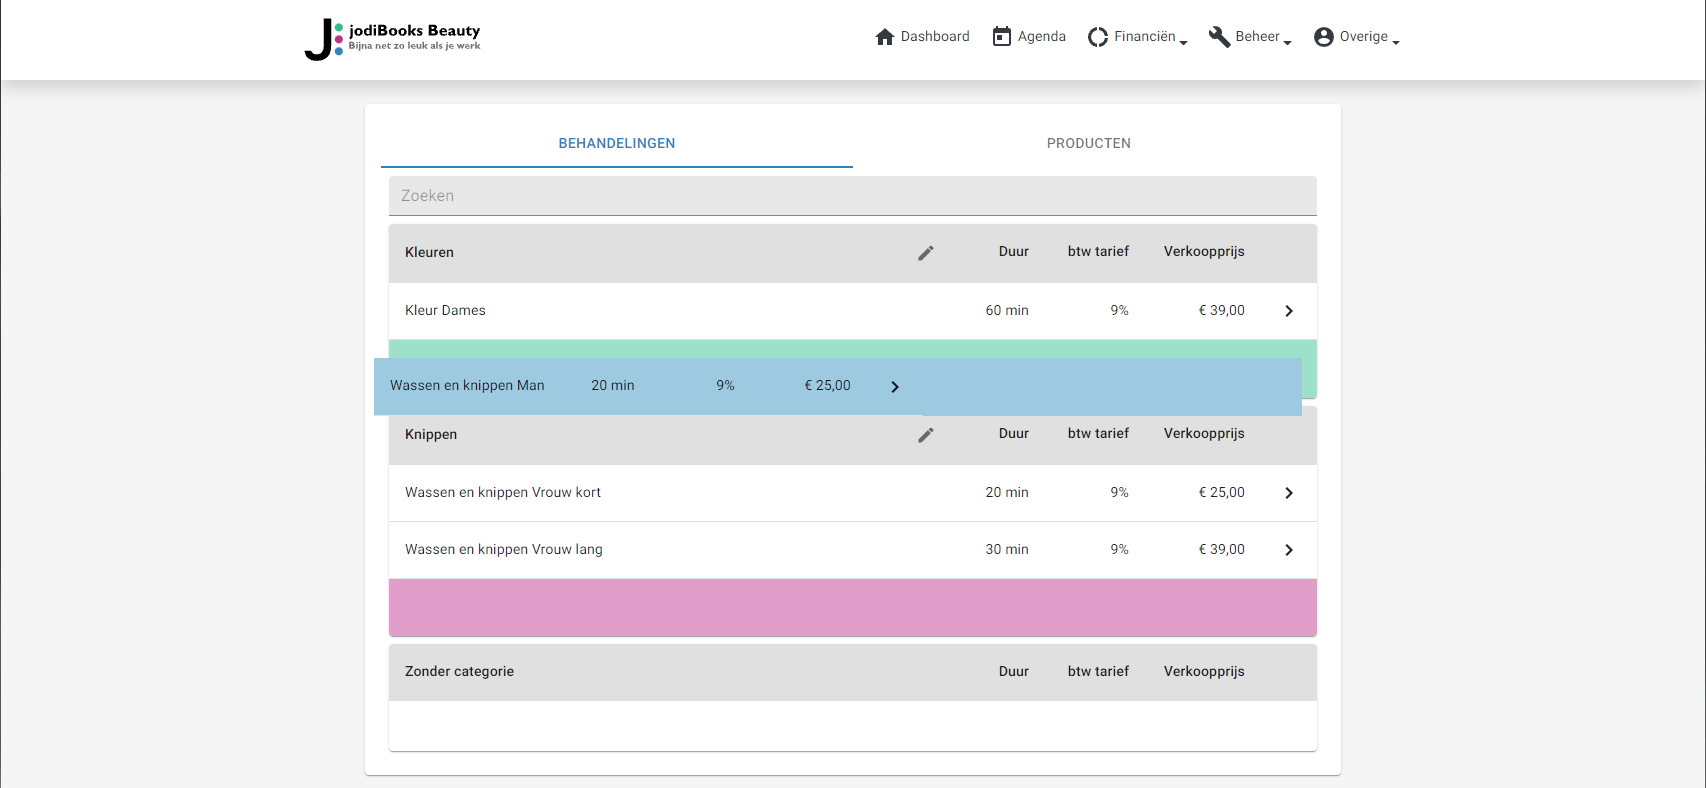 jodiBooks Beauty
Bijna net zo leuk als je werk
Dashboard Agenda Financiën Beheer Overige
BEHANDELINGEN PRODUCTEN
Zoeken
Kleuren Duur btw tarief Verkoopprijs
Kleur Dames 60 min 9% € 39,00
Wassen en knippen Man 20 min 9% € 25,00
Knippen Duur btw tarief Verkoopprijs
Wassen en knippen Vrouw kort 20 min 9% € 25,00
Wassen en knippen Vrouw lang 30 min 9% € 39,00
Zonder categorie Duur btw tarief Verkoopprijs